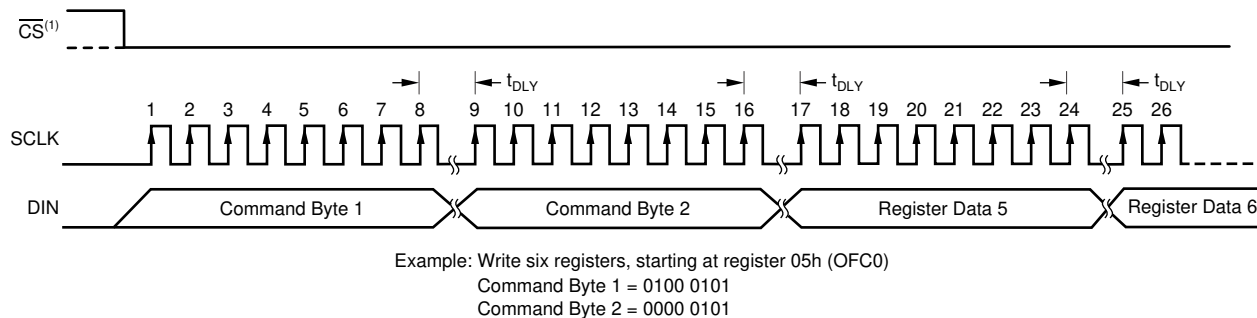 CS(1)
tDLY tDLY tDLY
1 2 3 4 5 6 7 8 9 10 11 12 13 14 15 16 17 18 19 20 21 22 23 24 25 26
SCLK
DIN Command Byte 1 Command Byte 2 Register Data 5 Register Data 6
Example: Write six registers, starting at register 05h (OFC0)
Command Byte 1 = 0100 0101
Command Byte 2 = 0000 0101